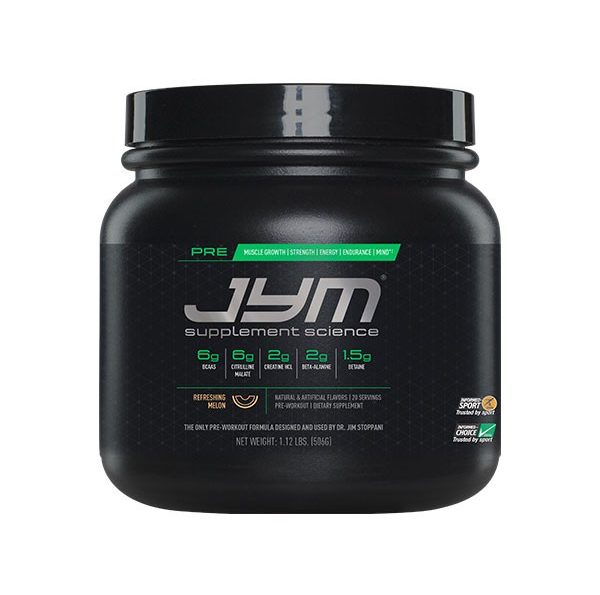 PRE MUSCLE GROWTH | STRENGTH | ENERGY | ENDURANCE | MIND*†
JYM®
supplement science
6g 6g 2g 2g 1.5g
BCAAS CITRULLINE MALATE CREATINE HCL BETA-ALANINE BETAINE
REFRESHING MELON
NATURAL & ARTIFICIAL FLAVORS | 20 SERVINGS
PRE-WORKOUT | DIETARY SUPPLEMENT
THE ONLY PRE-WORKOUT FORMULA DESIGNED AND USED BY DR. JIM STOPPANI
NET WEIGHT: 1.12 LBS. (506G)
INFORMED-SPORT
Trusted by sport
INFORMED-CHOICE
Trusted by sport